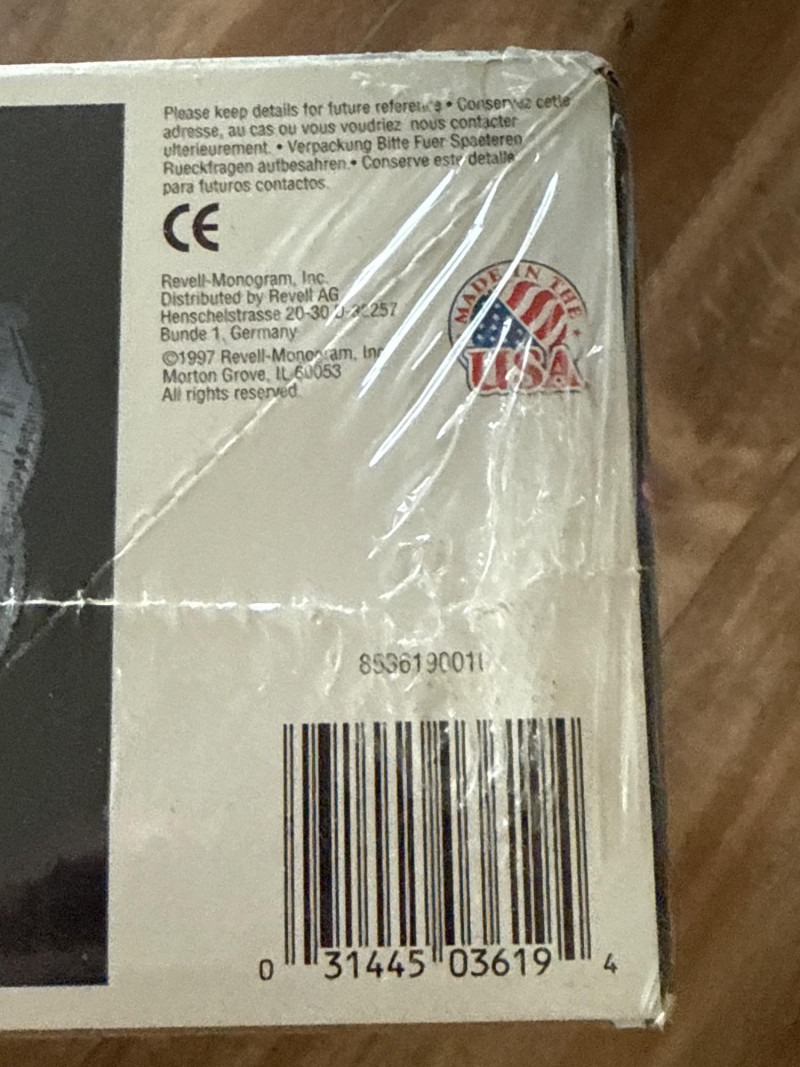 Please keep details for future reference • Conservez cette
adresse, au cas ou vous voudriez nous contacter
ulterieurement. • Verpackung Bitte Fuer Spaeteren
Rueckfragen aufbesahren. • Conserve este detalle
para futuros contactos.
CE
Revell-Monogram, Inc.
Distributed by Revell AG
Henschelstrasse 20-30 D-32257
Bunde 1, Germany
©1997 Revell-Monogram, Inc
Morton Grove, IL 60053
All rights reserved.
MADE IN THE
USA
853619001
0 31445 03619 4